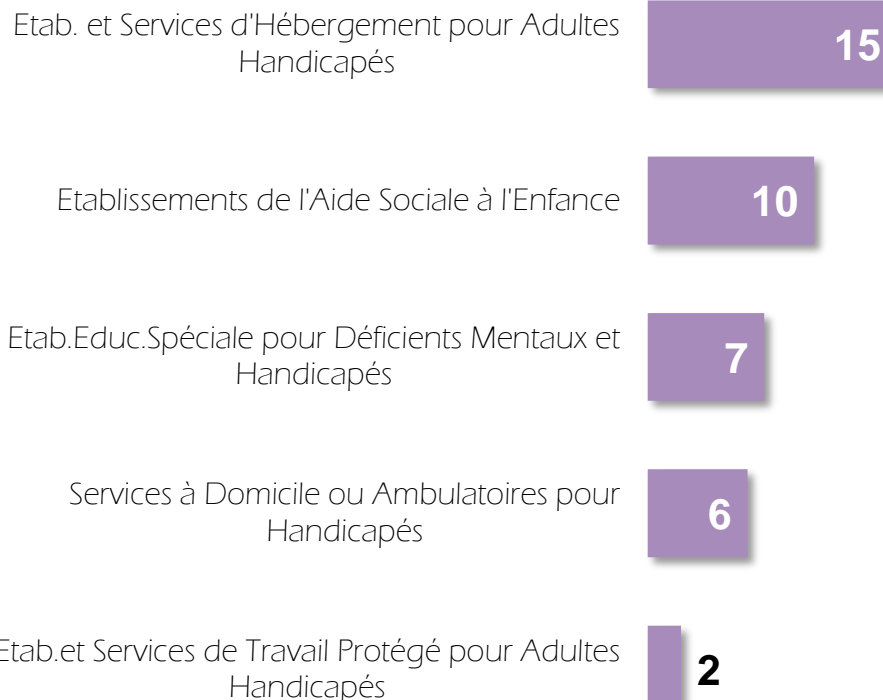 Etab. et Services d'Hébergement pour Adultes
Handicapés
15
Etablissements de l'Aide Sociale à l'Enfance
10
Etab.Educ.Spéciale pour Déficients Mentaux et
Handicapés
7
Services à Domicile ou Ambulatoires pour
Handicapés
6
Etab.et Services de Travail Protégé pour Adultes
Handicapés
2